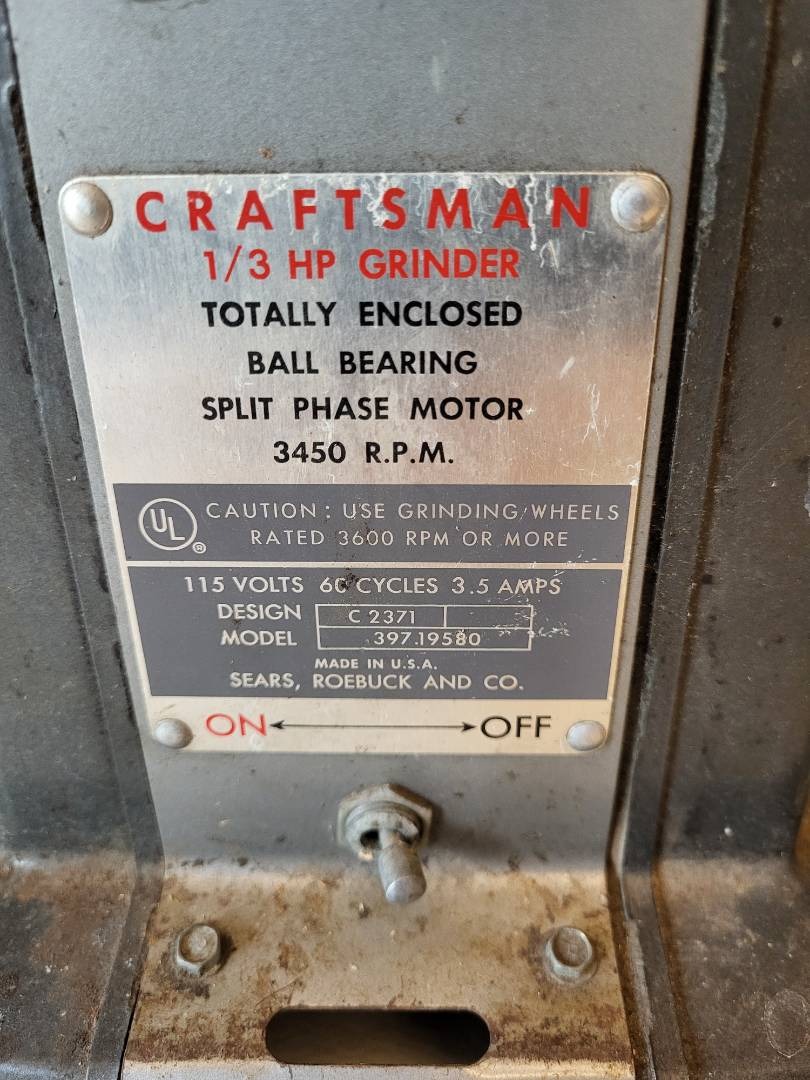 CRAFTSMAN
1/3 HP GRINDER
TOTALLY ENCLOSED
BALL BEARING
SPLIT PHASE MOTOR
3450 R.P.M.
UL ®
CAUTION: USE GRINDING WHEELS
RATED 3600 RPM OR MORE
115 VOLTS 60 CYCLES 3.5 AMPS
DESIGN C 2371
MODEL 397.19580
MADE IN U.S.A.
SEARS, ROEBUCK AND CO.
ON OFF